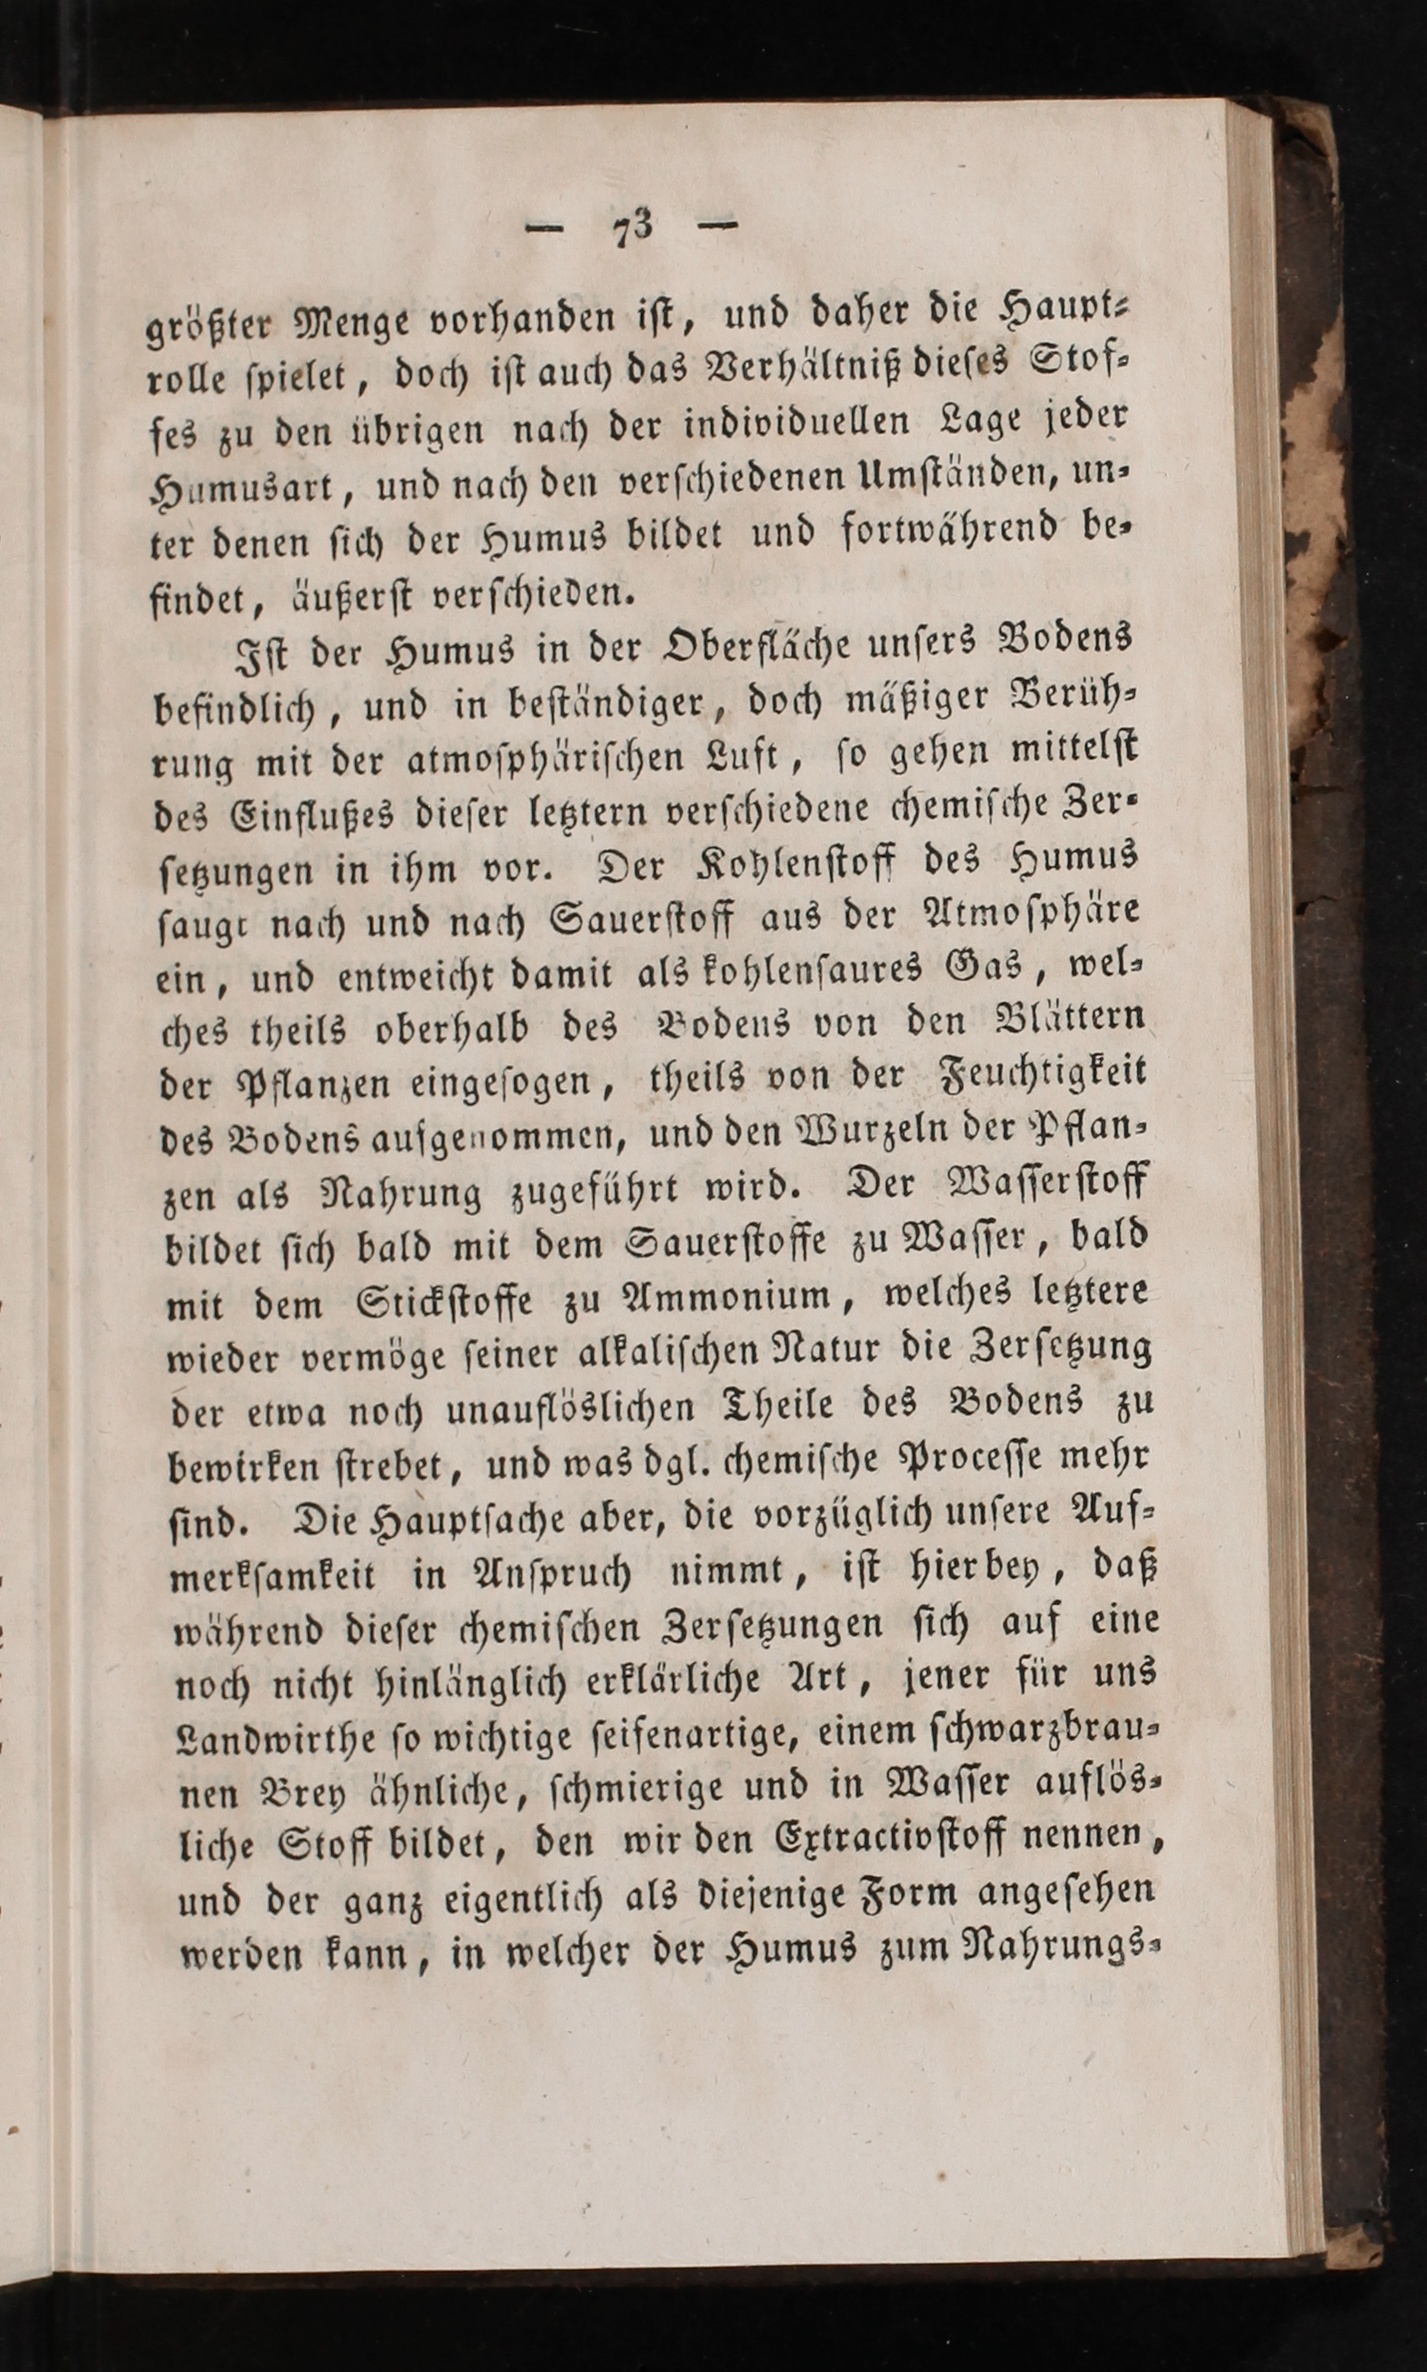 — 73 —
größter Menge vorhanden iſt, und daher die Haupt⸗
rolle ſpielet, doch iſt auch das Verhältniß dieſes Stof⸗
fes zu den übrigen nach der individuellen Lage jeder
Humusart, und nach den verſchiedenen Umſtänden, un⸗
ter denen ſich der Humus bildet und fortwährend be⸗
findet, äußerſt verſchieden.
Iſt der Humus in der Oberfläche unſers Bodens
befindlich, und in beſtändiger, doch mäßiger Berüh⸗
rung mit der atmoſphäriſchen Luft, ſo gehen mittelſt
des Einflußes dieſer letztern verſchiedene chemiſche Zer⸗
ſetzungen in ihm vor. Der Kohlenſtoff des Humus
ſaugt nach und nach Sauerſtoff aus der Atmoſphäre
ein, und entweicht damit als kohlenſaures Gas, wel⸗
ches theils oberhalb des Bodens von den Blättern
der Pflanzen eingeſogen, theils von der Feuchtigkeit
des Bodens aufgenommen, und den Wurzeln der Pflan⸗
zen als Nahrung zugeführt wird. Der Waſſerſtoff
bildet ſich bald mit dem Sauerſtoffe zu Waſſer, bald
mit dem Stickſtoffe zu Ammonium, welches letztere
wieder vermöge ſeiner alkaliſchen Natur die Zerſetzung
der etwa noch unauflöslichen Theile des Bodens zu
bewirken ſtrebet, und was dgl. chemiſche Proceſſe mehr
ſind. Die Hauptſache aber, die vorzüglich unſere Auf⸗
merkſamkeit in Anſpruch nimmt, iſt hierbey, daß
während dieſer chemiſchen Zerſetzungen ſich auf eine
noch nicht hinlänglich erklärliche Art, jener für uns
Landwirthe ſo wichtige ſeifenartige, einem ſchwarzbrau⸗
nen Brey ähnliche, ſchmierige und in Waſſer auflös⸗
liche Stoff bildet, den wir den Extractivſtoff nennen,
und der ganz eigentlich als diejenige Form angeſehen
werden kann, in welcher der Humus zum Nahrungs⸗